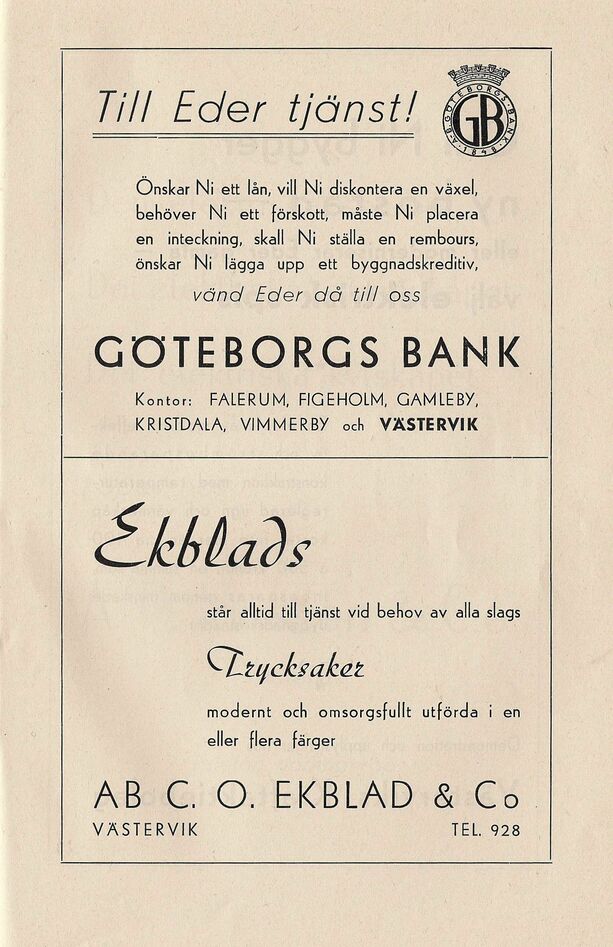 Till Eder tjänst!
A.-B. GÖTEBORGS BANK
GB
1848
Önskar Ni ett lån, vill Ni diskontera en växel,
behöver Ni ett förskott, måste Ni placera
en inteckning, skall Ni ställa en rembours,
önskar Ni lägga upp ett byggnadskreditiv,
vänd Eder då till oss
GÖTEBORGS BANK
Kontor: FALERUM, FIGEHOLM, GAMLEBY,
KRISTDALA, VIMMERBY och VÄSTERVIK
Ekblads
står alltid till tjänst vid behov av alla slags
Trycksaker
modernt och omsorgsfullt utförda i en
eller flera färger
AB C. O. EKBLAD & Co
VÄSTERVIK TEL. 928